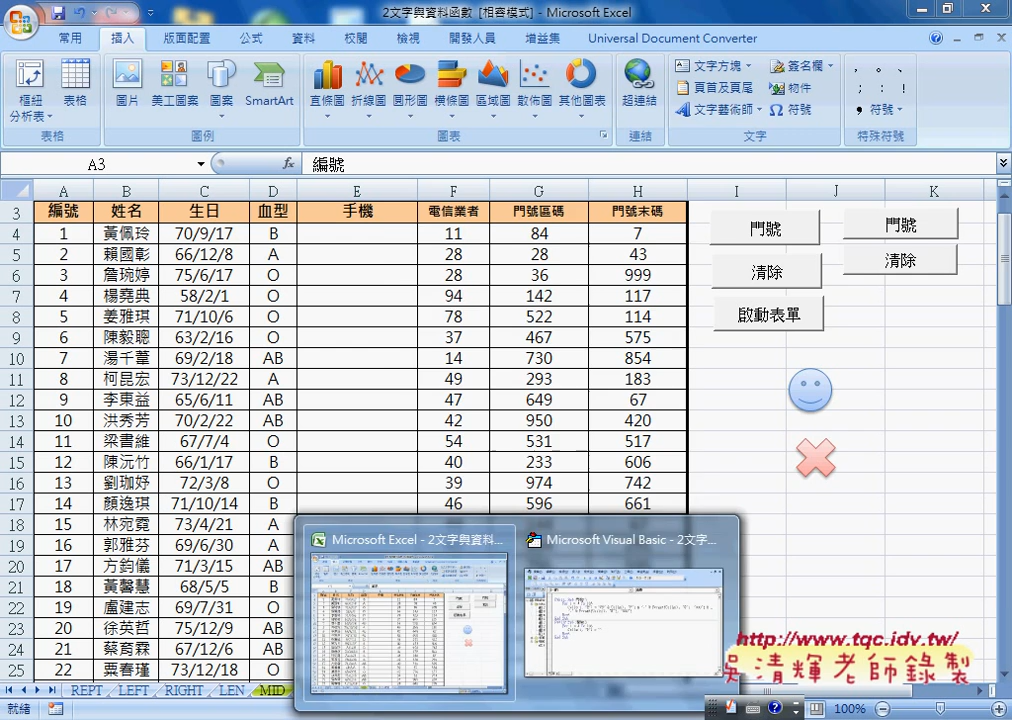 2文字與資料函數 [相容模式] - Microsoft Excel
常用 插入 版面配置 公式 資料 校閱 檢視 開發人員 增益集 Universal Document Converter
樞紐分析表 表格 圖片 美工圖案 圖案 SmartArt 直條圖 折線圖 圓形圖 橫條圖 區域圖 散佈圖 其他圖表 超連結 文字方塊 頁首及頁尾 文字藝術師 簽名欄 物件 Ω 符號 符號
表格 圖例 圖表 連結 文字 特殊符號
A3 fx 編號
A B C D E F G H I J K
3 編號 姓名 生日 血型 手機 電信業者 門號區碼 門號末碼
4 1 黃佩玲 70/9/17 B 11 84 7
5 2 賴國彰 66/12/8 A 28 28 43
6 3 詹琬婷 75/6/17 O 28 36 999
7 4 楊堯典 58/2/1 O 94 142 117
8 5 姜雅琪 71/10/6 O 78 522 114
9 6 陳毅聰 63/2/16 O 37 467 575
10 7 湯千葦 69/2/18 AB 14 730 854
11 8 柯昆宏 73/12/22 A 49 293 183
12 9 李東益 65/6/11 AB 47 649 67
13 10 洪秀芳 70/2/22 AB 42 950 420
14 11 梁書維 67/7/4 O 54 531 517
15 12 陳沅竹 66/1/17 B 40 233 606
16 13 劉珈妤 72/3/8 O 39 974 742
17 14 顏逸琪 71/10/14 B 46 596 661
18 15 林宛霓 73/4/21 A
19 16 郭雅芬 69/6/30 A
20 17 方鈞儀 71/3/15 AB
21 18 黃馨慧 68/5/5 B
22 19 盧建志 69/7/31 O
23 20 徐英哲 75/12/9 AB
24 21 蔡育霖 67/12/6 AB
25 22 粟春瑾 73/12/18 O
門號 門號
清除 清除
啟動表單
Microsoft Excel - 2文字與資料...
Microsoft Visual Basic - 2文字...
http://www.tqc.idv.tw/
吳清輝老師錄製
REPT LEFT RIGHT LEN MID
就緒 100%